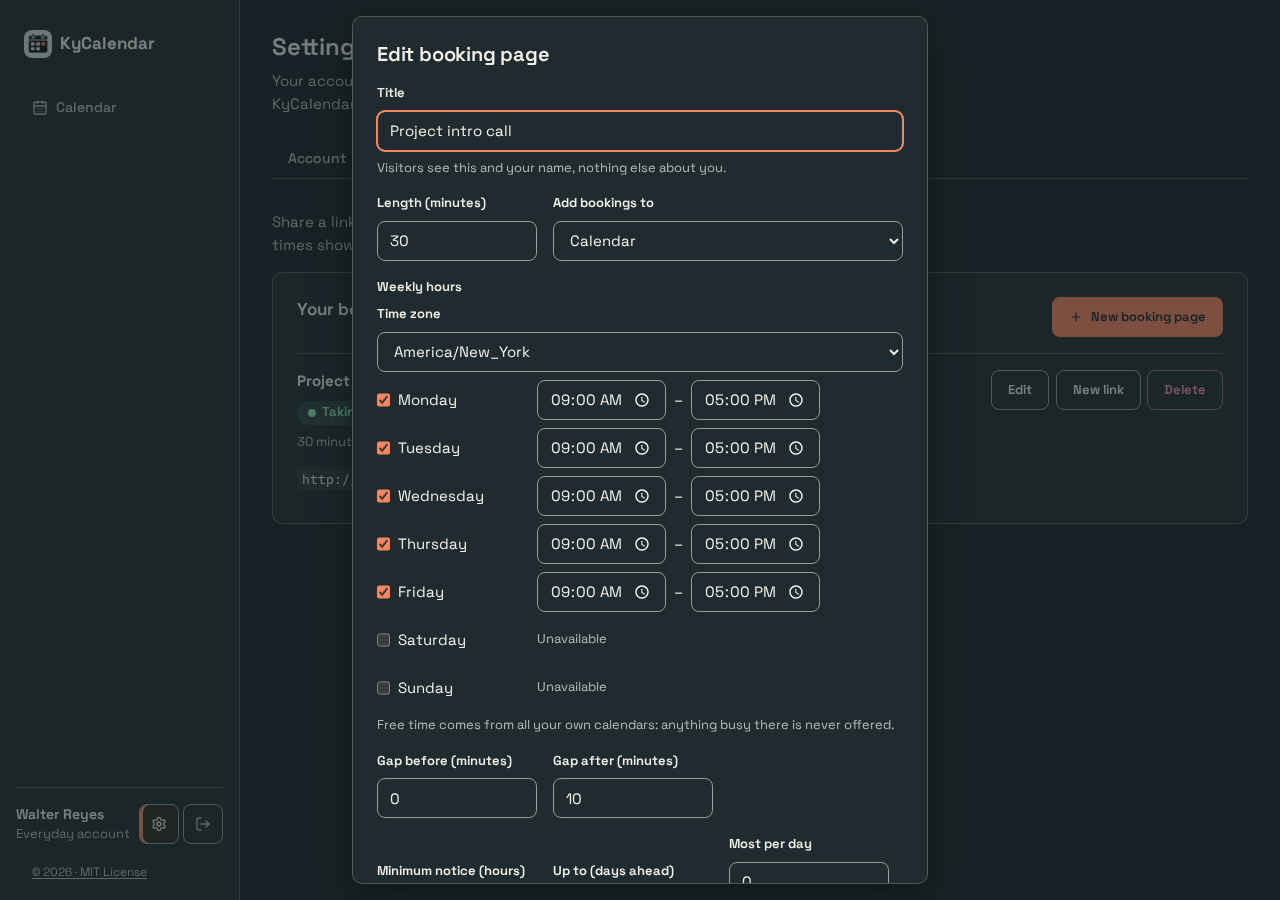 KyCalendar
Calendar
Setting
Your accou
KyCalendar
Account
Share a link
times show
Your bo
New booking page
Project
Takin
30 minut
http:/
Edit
New link
Delete
Edit booking page
Title
Project intro call
Visitors see this and your name, nothing else about you.
Length (minutes)
Add bookings to
30
Calendar
Weekly hours
Time zone
America/New_York
Monday 09:00 AM – 05:00 PM
Tuesday 09:00 AM – 05:00 PM
Wednesday 09:00 AM – 05:00 PM
Thursday 09:00 AM – 05:00 PM
Friday 09:00 AM – 05:00 PM
Saturday Unavailable
Sunday Unavailable
Free time comes from all your own calendars: anything busy there is never offered.
Gap before (minutes)
Gap after (minutes)
0
10
Most per day
Minimum notice (hours)
Up to (days ahead)
0
Walter Reyes
Everyday account
© 2026 · MIT License